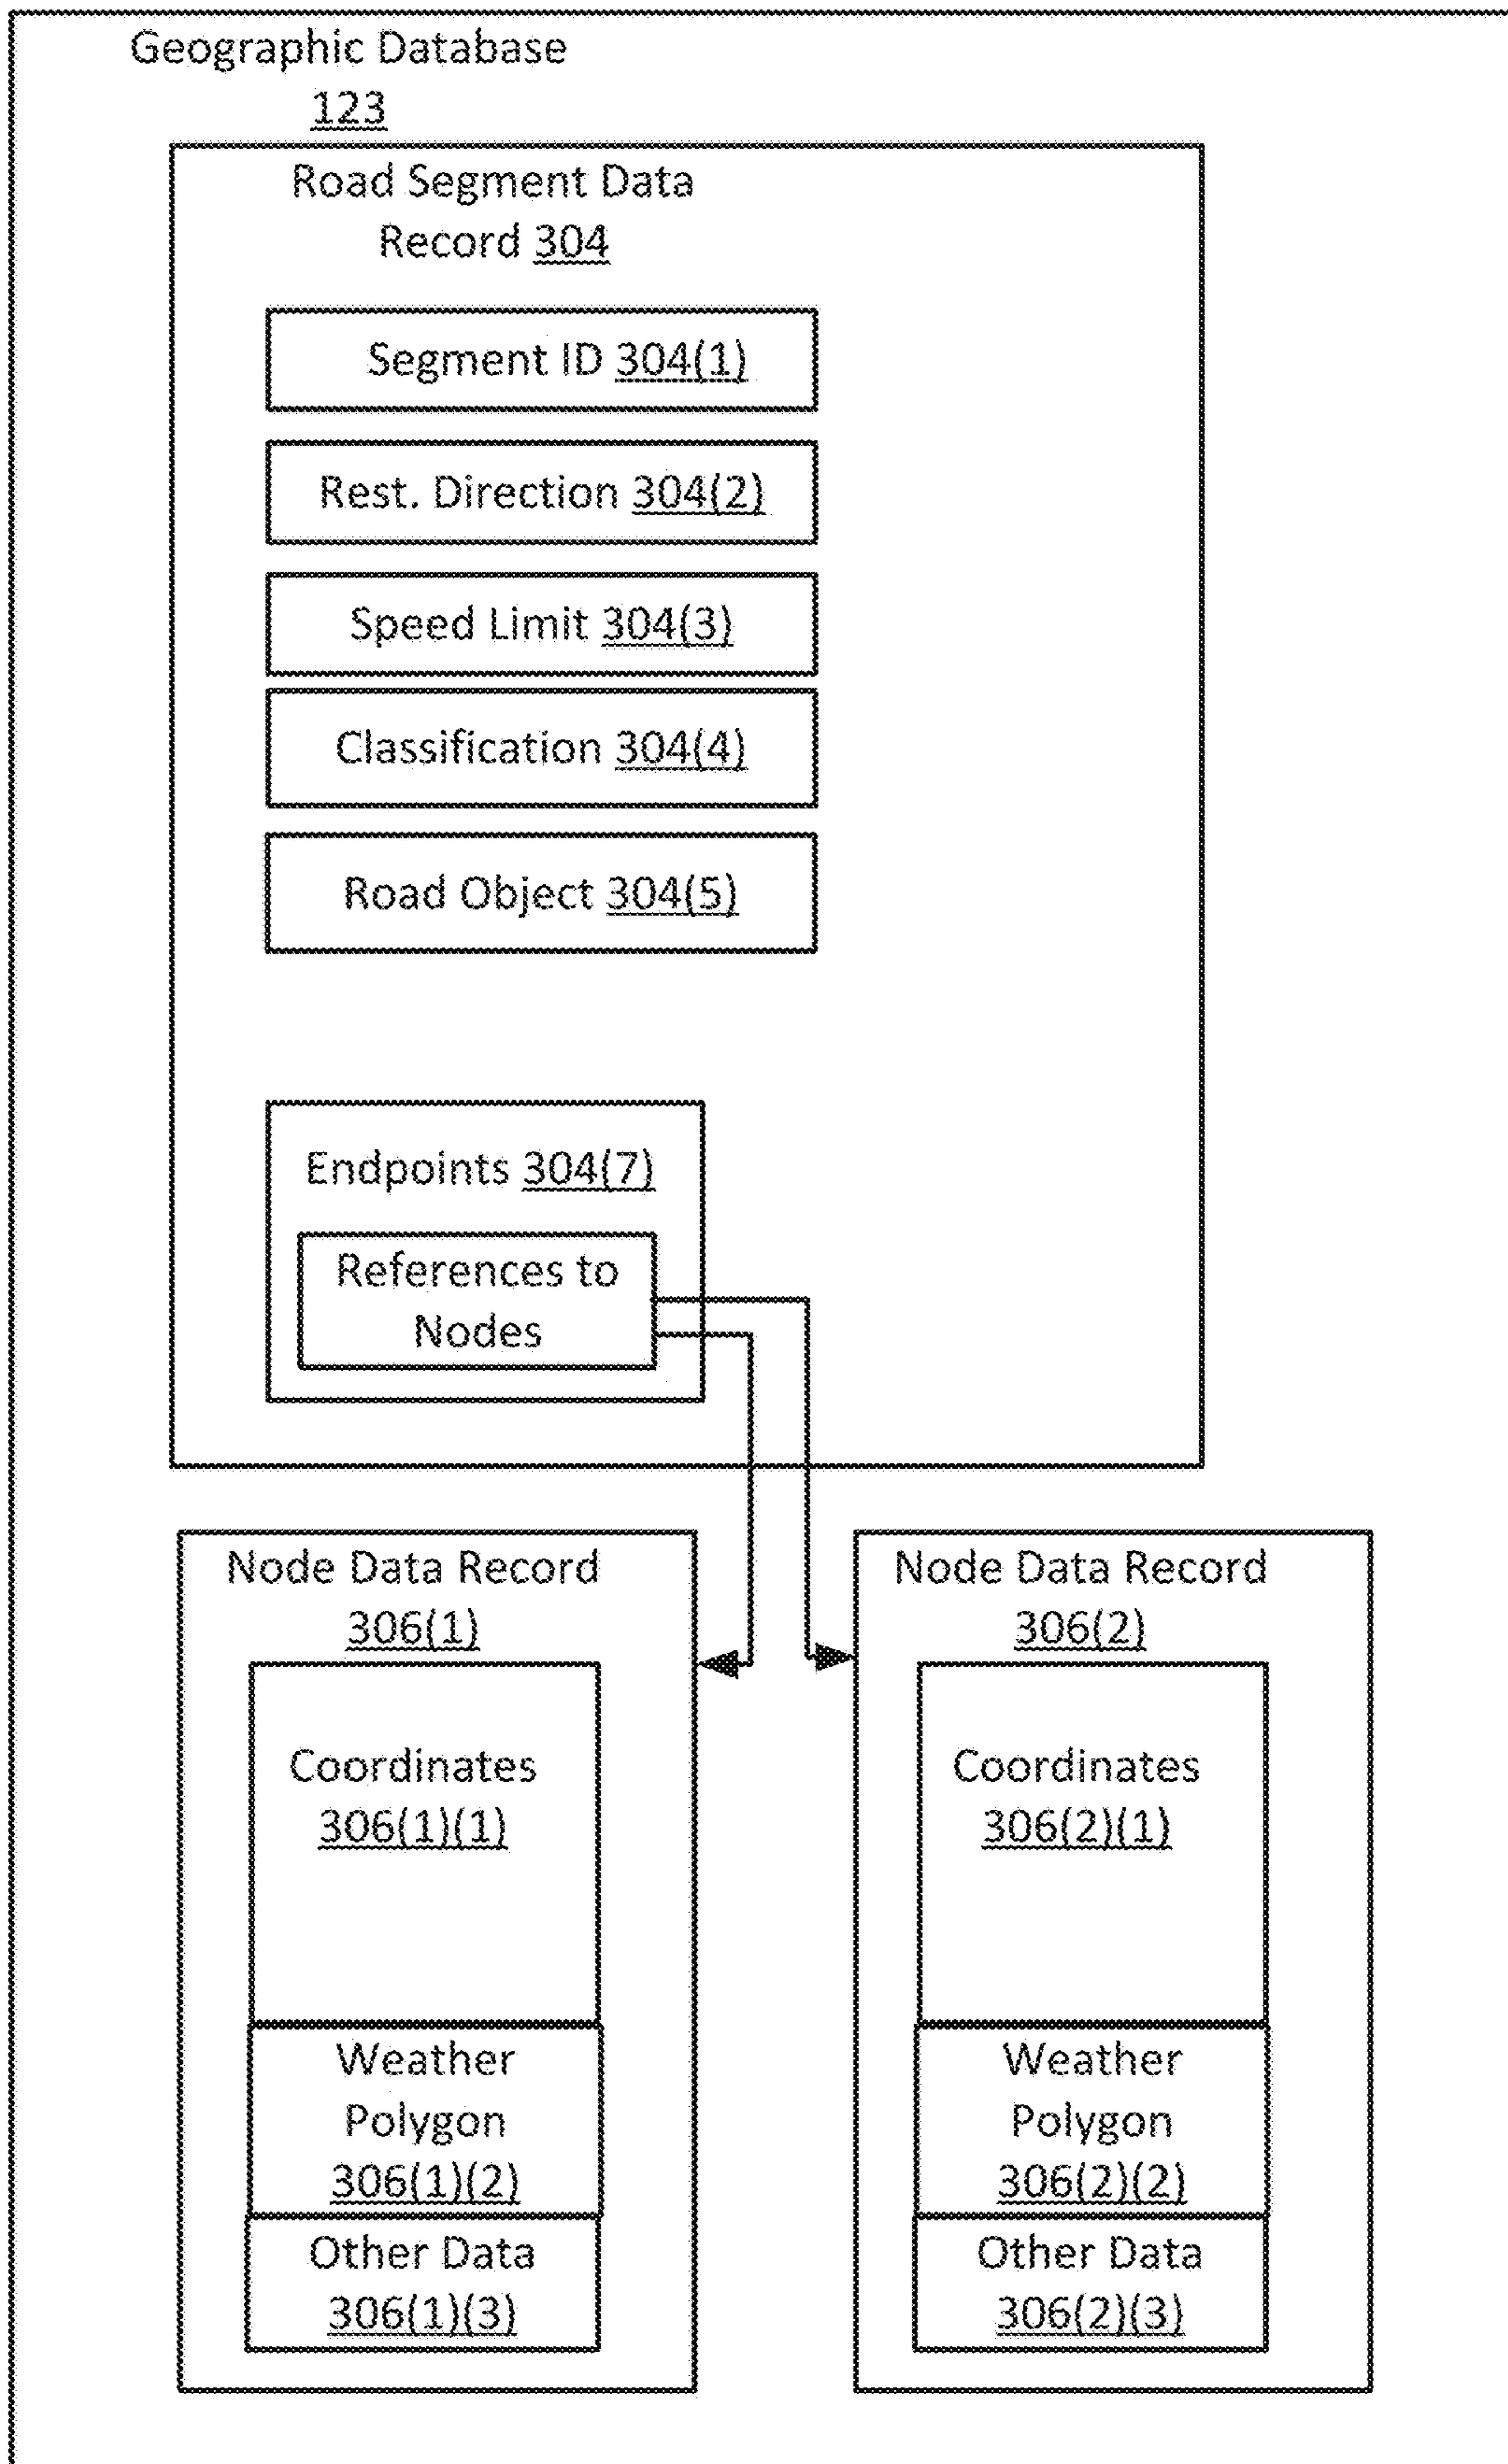 Geographic Database
123
Road Segment Data
Record 304
Segment ID 304(1)
Rest. Direction 304(2)
Speed Limit 304(3)
Classification 304(4)
Road Object 304(5)
Endpoints 304(7)
References to
Nodes
Node Data Record
306(1)
Coordinates
306(1)(1)
Weather
Polygon
306(1)(2)
Other Data
306(1)(3)
Node Data Record
306(2)
Coordinates
306(2)(1)
Weather
Polygon
306(2)(2)
Other Data
306(2)(3)